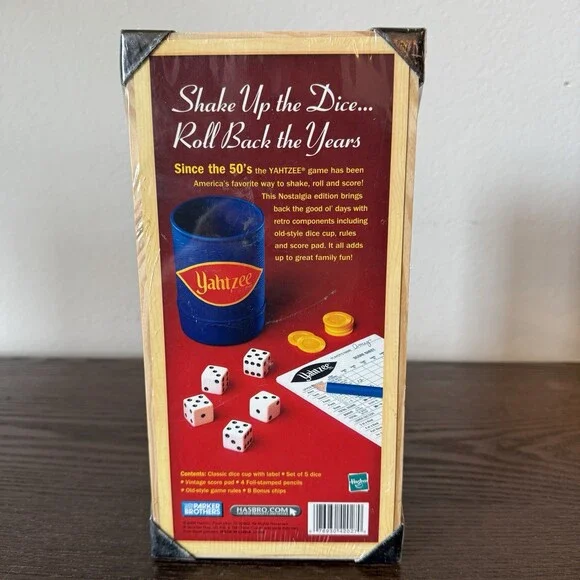 Shake Up the Dice...
Roll Back the Years
Since the 50's the YAHTZEE® game has been
America's favorite way to shake, roll and score!
This Nostalgia edition brings
back the good ol' days with
retro components including
old-style dice cup, rules
and score pad. It all adds
up to great family fun!
Yahtzee
Yahtzee
Contents: Classic dice cup with label • Set of 5 dice
• Vintage score pad • 4 Foil-stamped pencils
• Old-style game rules • 8 Bonus chips
Hasbro
PARKER
BROTHERS
HASBRO.COM